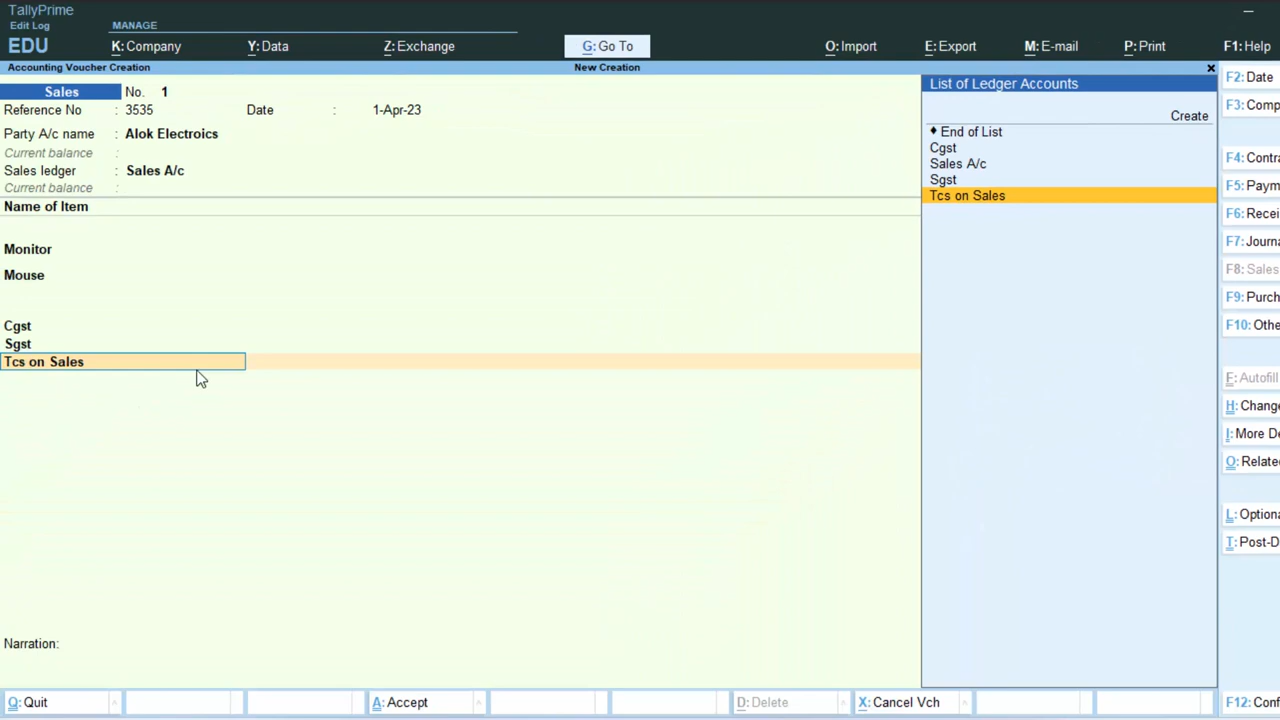 TallyPrime
Edit Log
MANAGE
EDU
K: Company
Y: Data
Z: Exchange
G: Go To
O: Import
E: Export
M: E-mail
P: Print
F1: Help
Accounting Voucher Creation
New Creation
Sales No. 1
Reference No : 3535 Date : 1-Apr-23
Party A/c name : Alok Electroics
Current balance :
Sales ledger : Sales A/c
Current balance :
Name of Item
Monitor
Mouse
Cgst
Sgst
Tcs on Sales
Narration:
List of Ledger Accounts
Create
♦ End of List
Cgst
Sales A/c
Sgst
Tcs on Sales
F2: Date
F3: Comp
F4: Contra
F5: Paym
F6: Recei
F7: Journa
F8: Sales
F9: Purch
F10: Othe
F: Autofill
H: Change
I: More De
O: Related
L: Optiona
T: Post-D
Q: Quit
A: Accept
D: Delete
X: Cancel Vch
F12: Conf